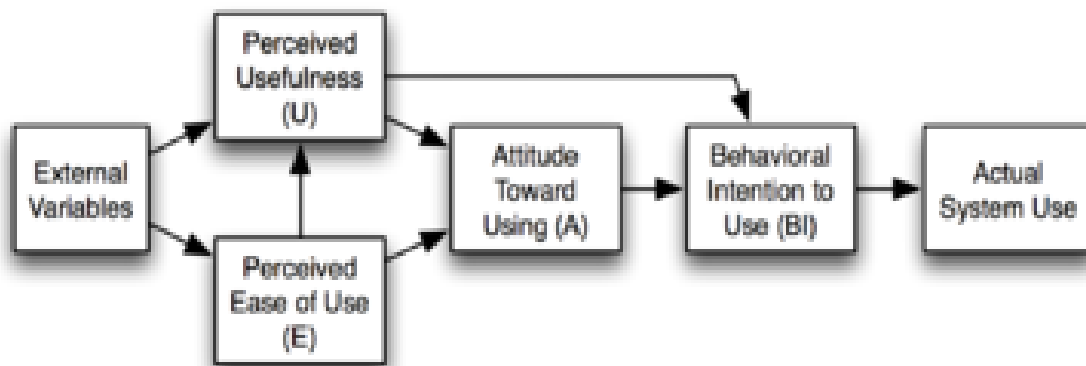 External
Variables
Perceived
Usefulness
(U)
Perceived
Ease of Use
(E)
Attitude
Toward
Using (A)
Behavioral
Intention to
Use (BI)
Actual
System Use